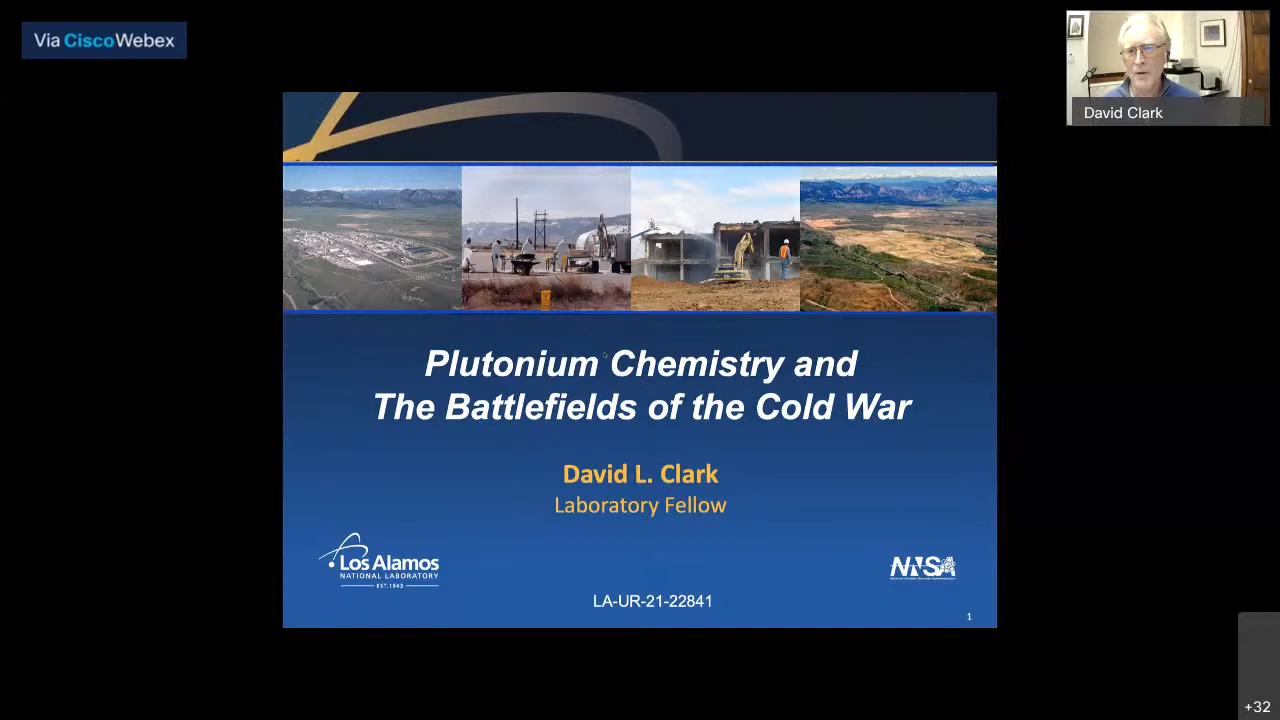 Via CiscoWebex
David Clark
Plutonium Chemistry and
The Battlefields of the Cold War
David L. Clark
Laboratory Fellow
Los Alamos
NATIONAL LABORATORY
EST. 1943
NNSA
LA-UR-21-22841
1
+32